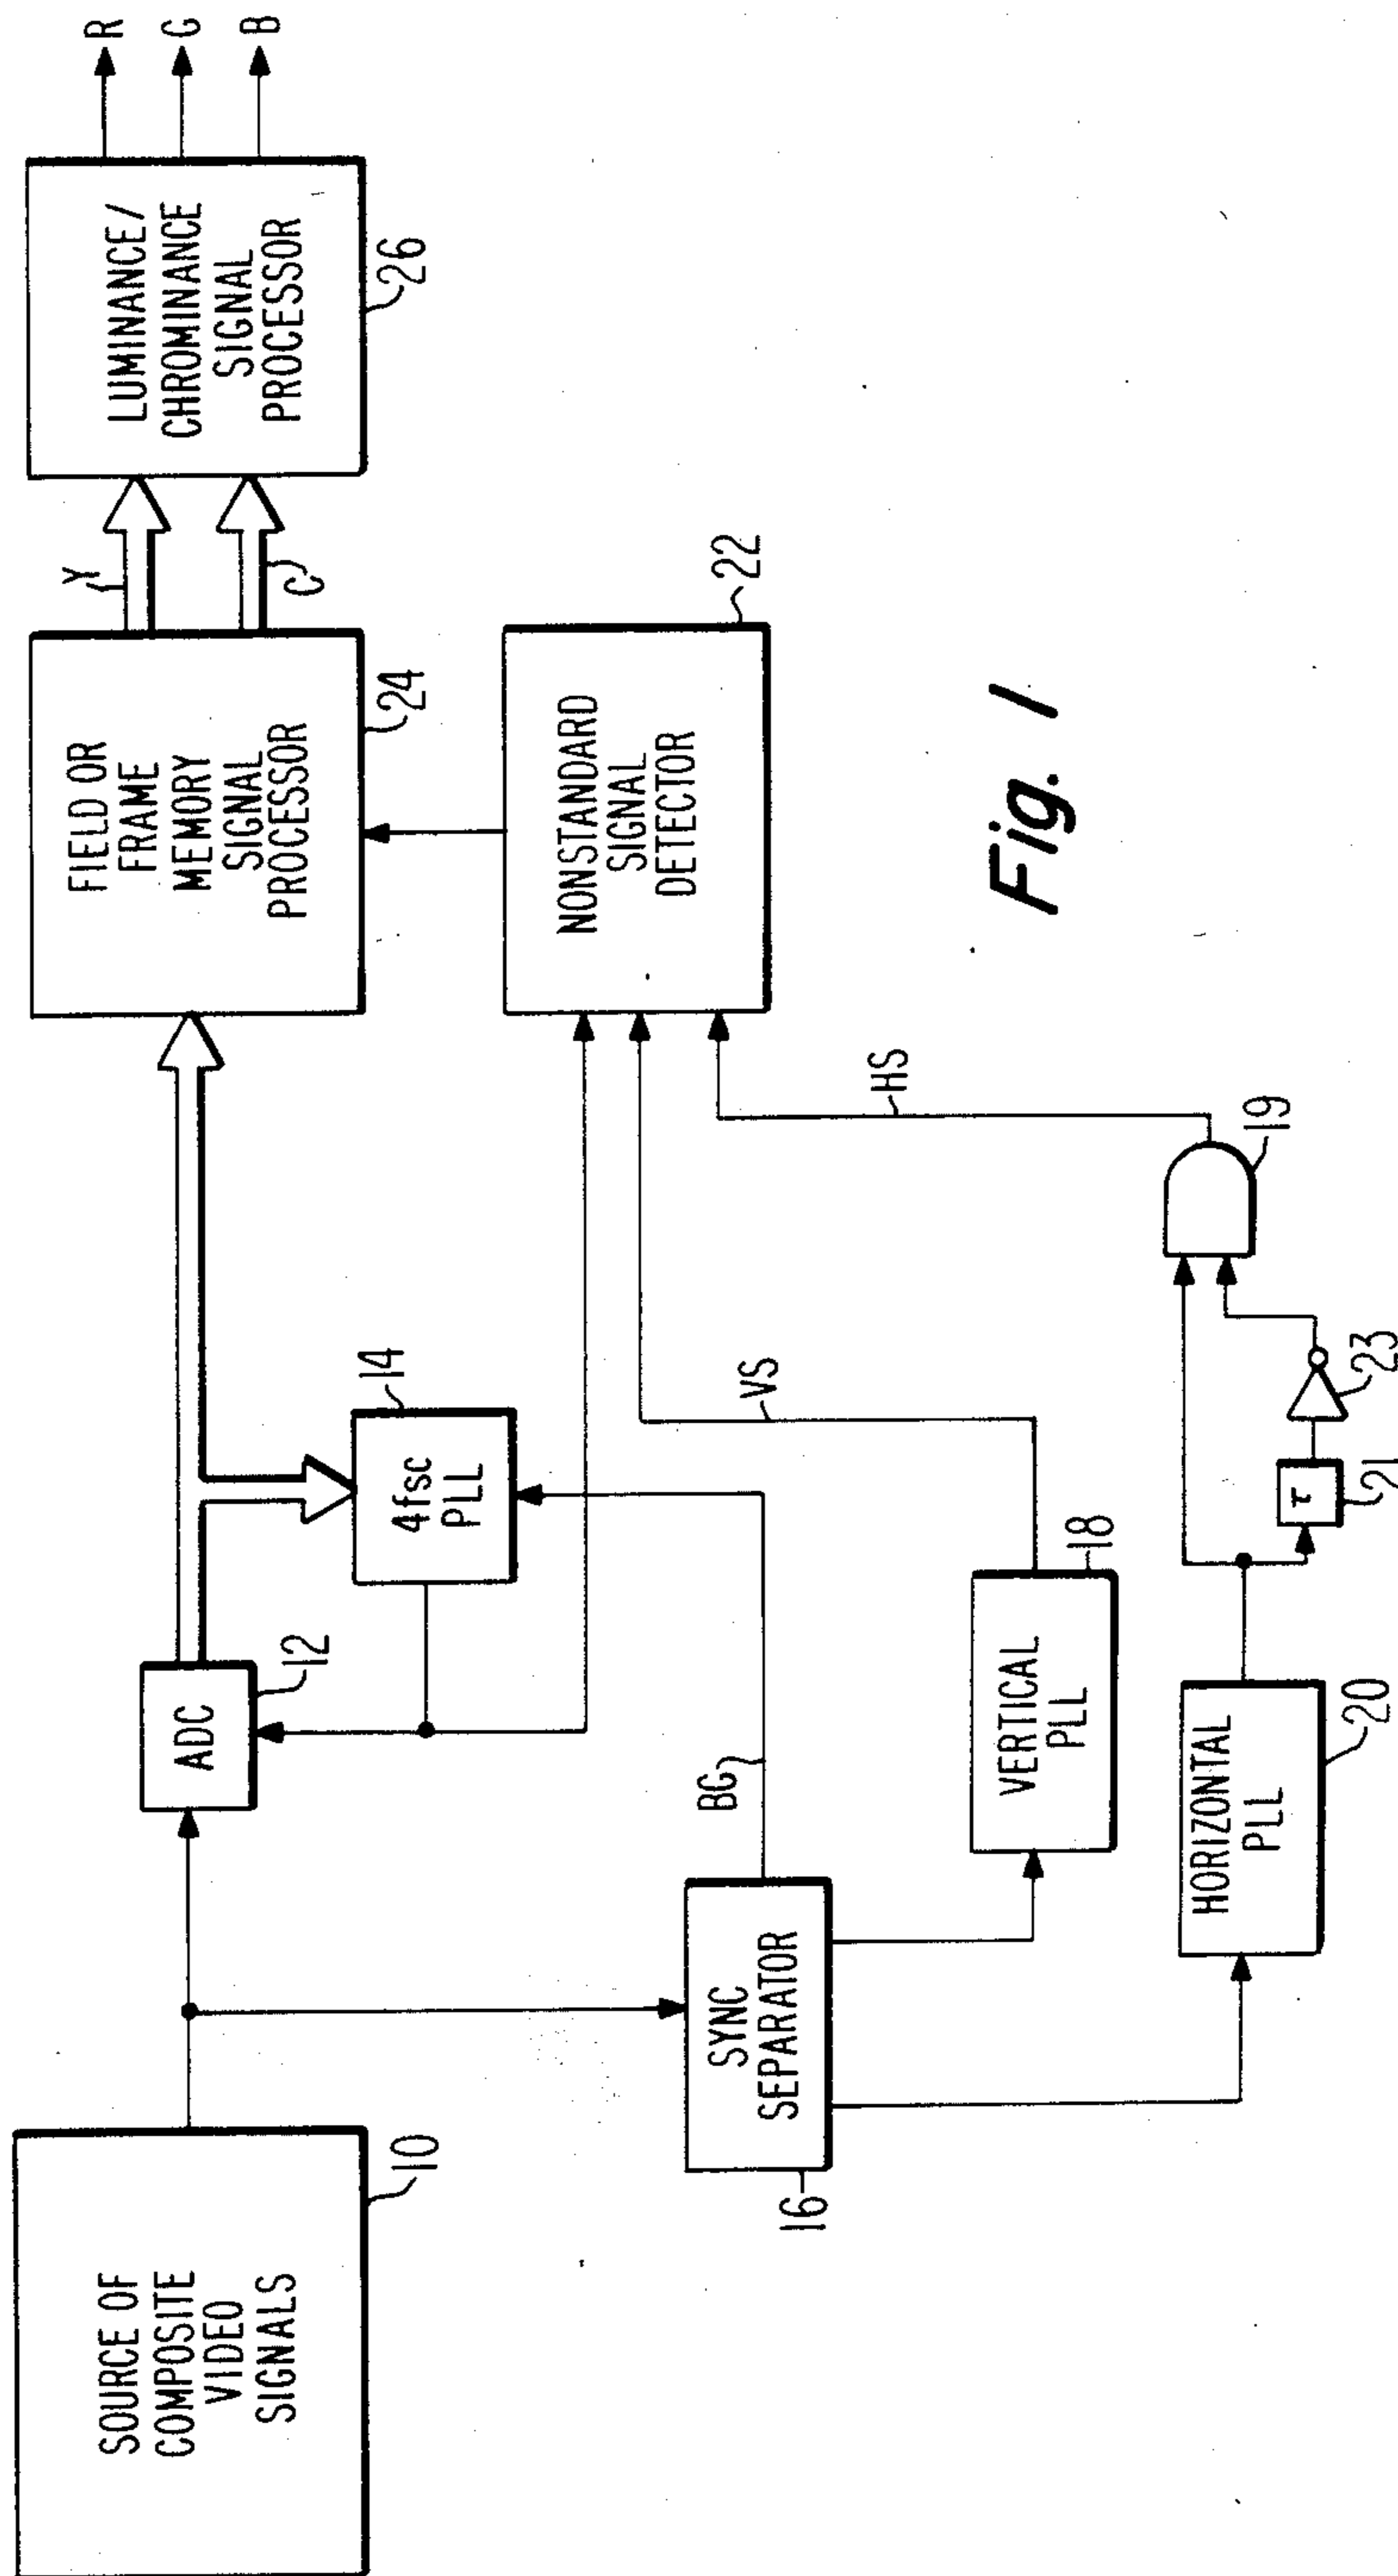 SOURCE OF
COMPOSITE
VIDEO
SIGNALS
10
ADC
12
4fsc
PLL
14
FIELD OR
FRAME
MEMORY
SIGNAL
PROCESSOR
24
Y
C
LUMINANCE/
CHROMINANCE
SIGNAL
PROCESSOR
26
R
G
B
SYNC
SEPARATOR
16
BG
VERTICAL
PLL
18
VS
HORIZONTAL
PLL
20
τ
21
23
19
HS
NONSTANDARD
SIGNAL
DETECTOR
22
Fig. 1